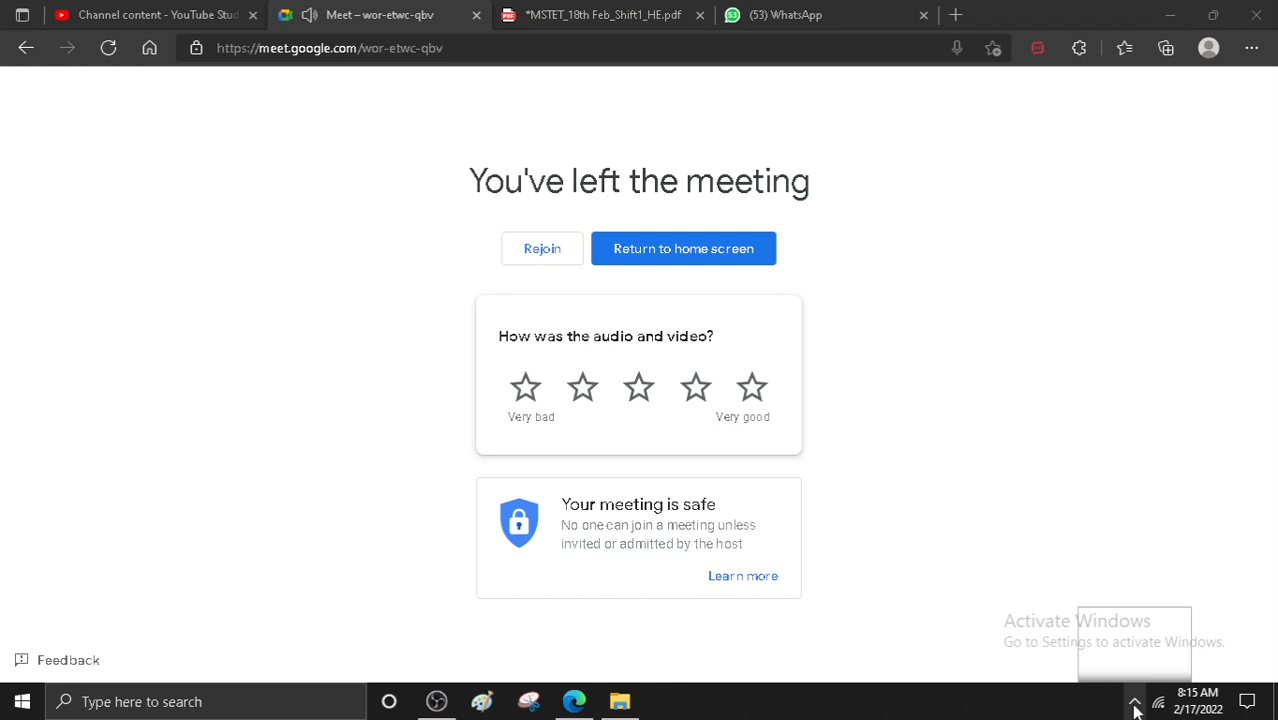 Channel content - YouTube Stud
Meet – wor-etwc-qbv
*MSTET_18th Feb_Shift1_HE.pdf
(53) WhatsApp
https://meet.google.com/wor-etwc-qbv
You've left the meeting
Rejoin
Return to home screen
How was the audio and video?
Very bad
Very good
Your meeting is safe
No one can join a meeting unless
invited or admitted by the host
Learn more
Activate Windows
Go to Settings to activate Windows.
Feedback
Type here to search
8:15 AM
2/17/2022